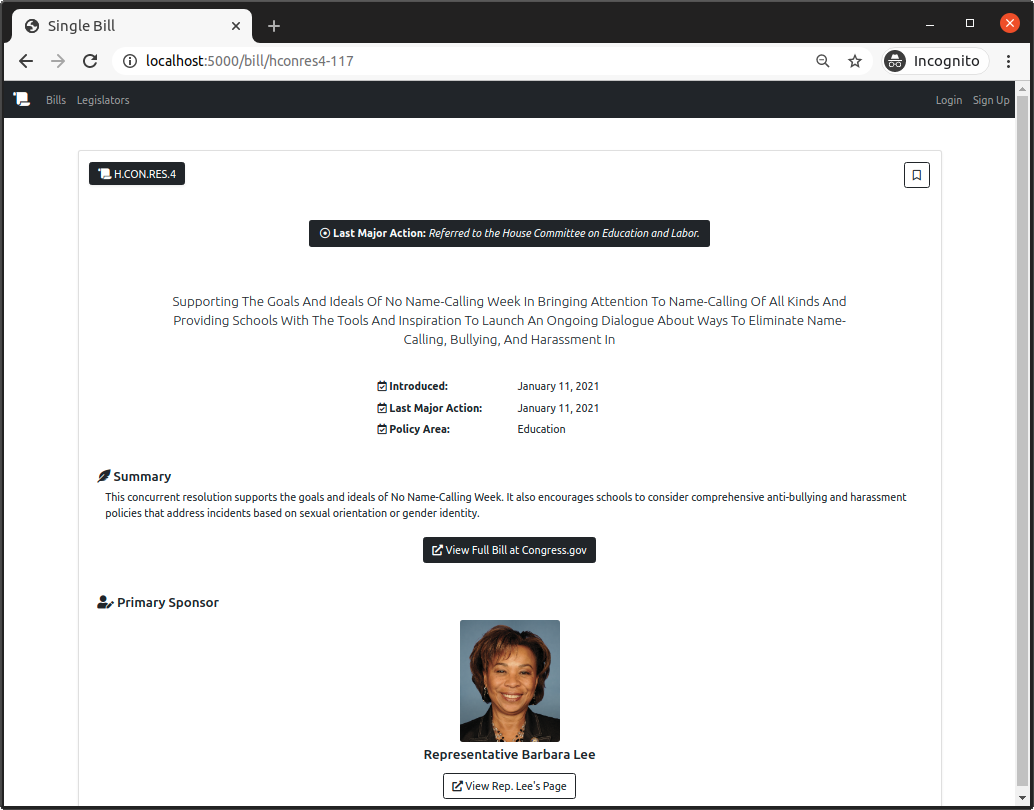 Single Bill
localhost:5000/bill/hconres4-117
Incognito
Bills Legislators Login Sign Up
H.CON.RES.4
Last Major Action: Referred to the House Committee on Education and Labor.
Supporting The Goals And Ideals Of No Name-Calling Week In Bringing Attention To Name-Calling Of All Kinds And
Providing Schools With The Tools And Inspiration To Launch An Ongoing Dialogue About Ways To Eliminate Name-
Calling, Bullying, And Harassment In
Introduced: January 11, 2021
Last Major Action: January 11, 2021
Policy Area: Education
Summary
This concurrent resolution supports the goals and ideals of No Name-Calling Week. It also encourages schools to consider comprehensive anti-bullying and harassment
policies that address incidents based on sexual orientation or gender identity.
View Full Bill at Congress.gov
Primary Sponsor
Representative Barbara Lee
View Rep. Lee's Page